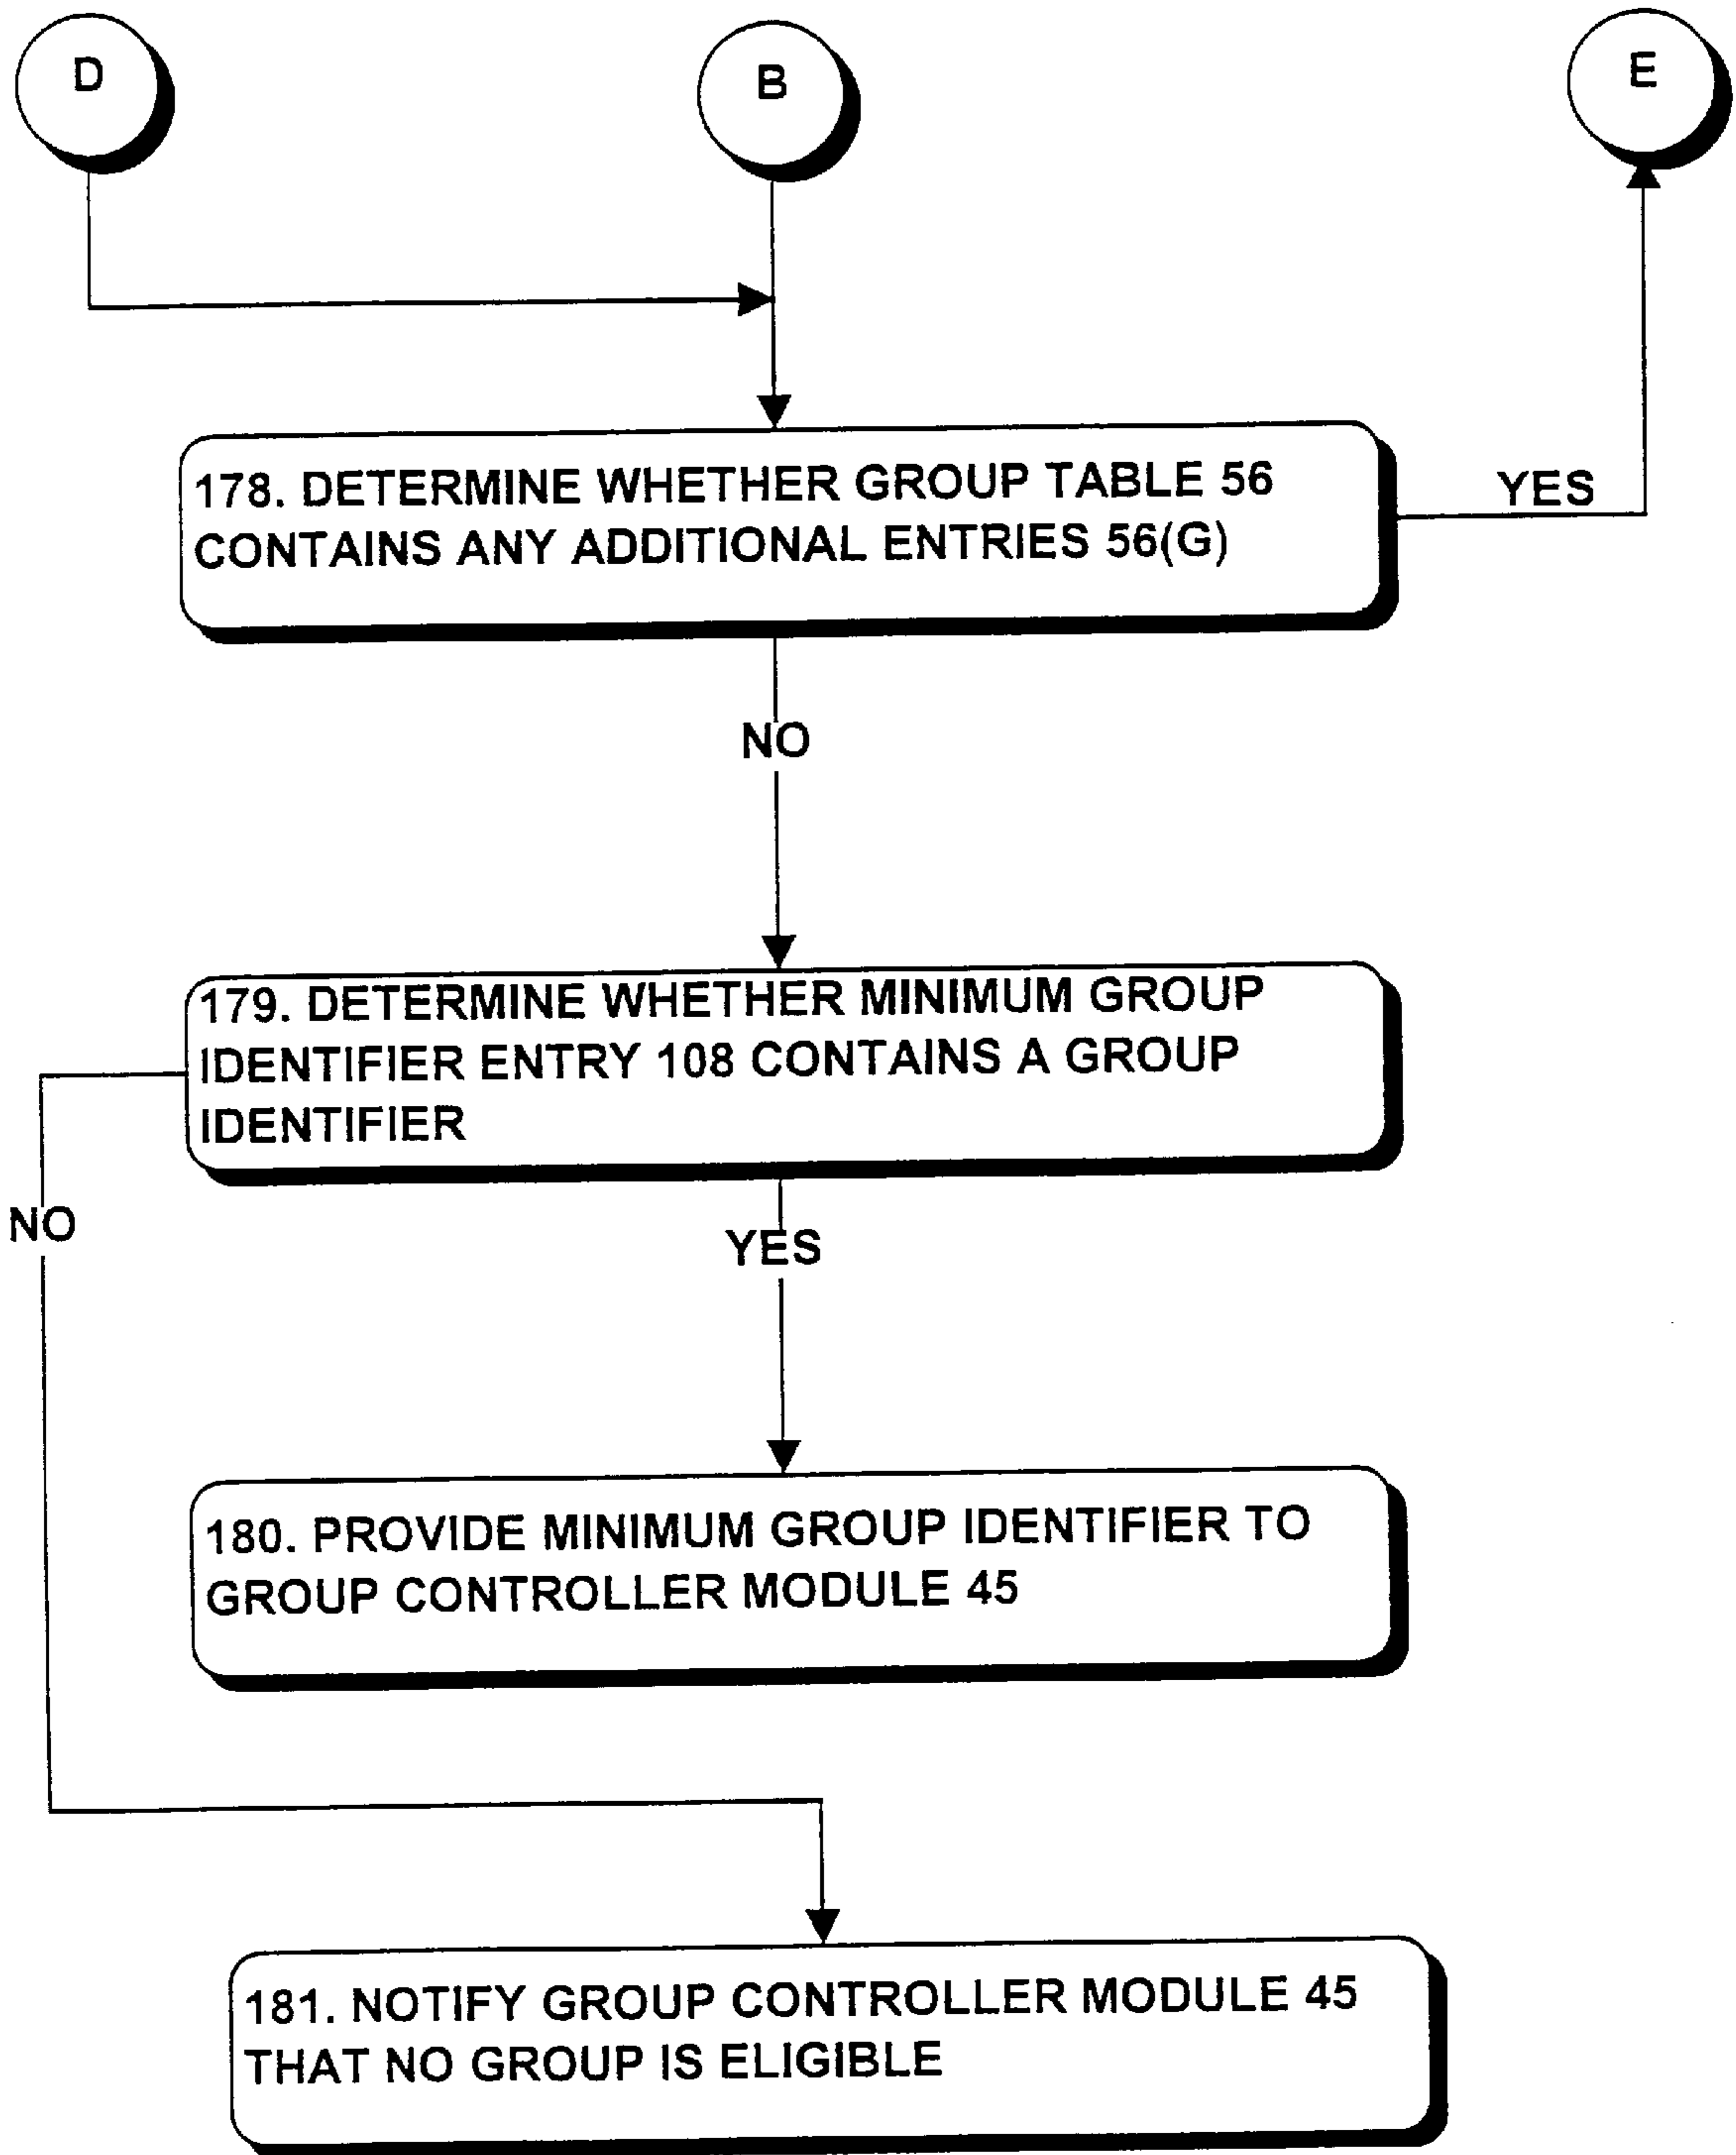 D
B
E
178. DETERMINE WHETHER GROUP TABLE 56
CONTAINS ANY ADDITIONAL ENTRIES 56(G)
YES
NO
179. DETERMINE WHETHER MINIMUM GROUP
IDENTIFIER ENTRY 108 CONTAINS A GROUP
IDENTIFIER
NO
YES
180. PROVIDE MINIMUM GROUP IDENTIFIER TO
GROUP CONTROLLER MODULE 45
181. NOTIFY GROUP CONTROLLER MODULE 45
THAT NO GROUP IS ELIGIBLE